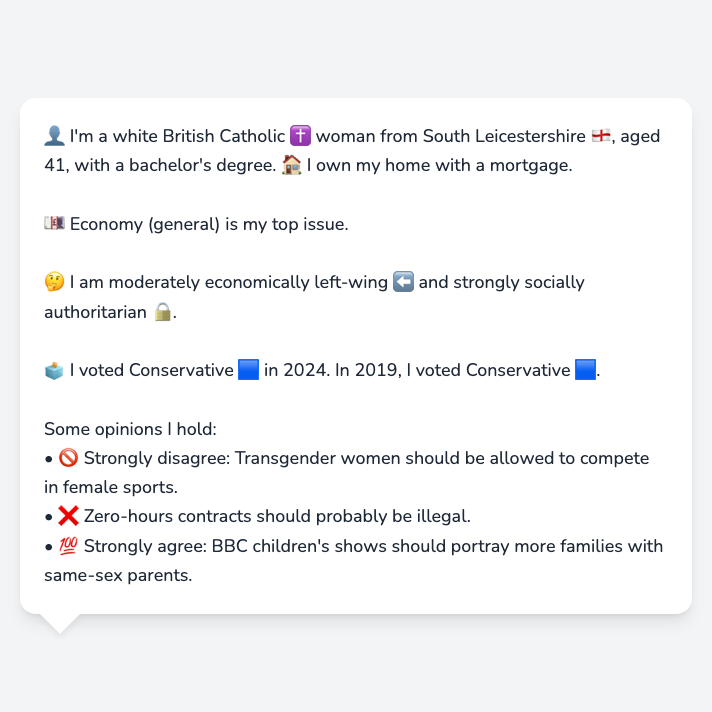 👤 I'm a white British Catholic ✝️ woman from South Leicestershire 🏴󠁧󠁢󠁥󠁮󠁧󠁿, aged
41, with a bachelor's degree. 🏠 I own my home with a mortgage.
💷 Economy (general) is my top issue.
🤔 I am moderately economically left-wing ⬅️ and strongly socially
authoritarian 🔒.
🗳️ I voted Conservative 🟦 in 2024. In 2019, I voted Conservative 🟦.
Some opinions I hold:
• 🚫 Strongly disagree: Transgender women should be allowed to compete
in female sports.
• ❌ Zero-hours contracts should probably be illegal.
• 💯 Strongly agree: BBC children's shows should portray more families with
same-sex parents.